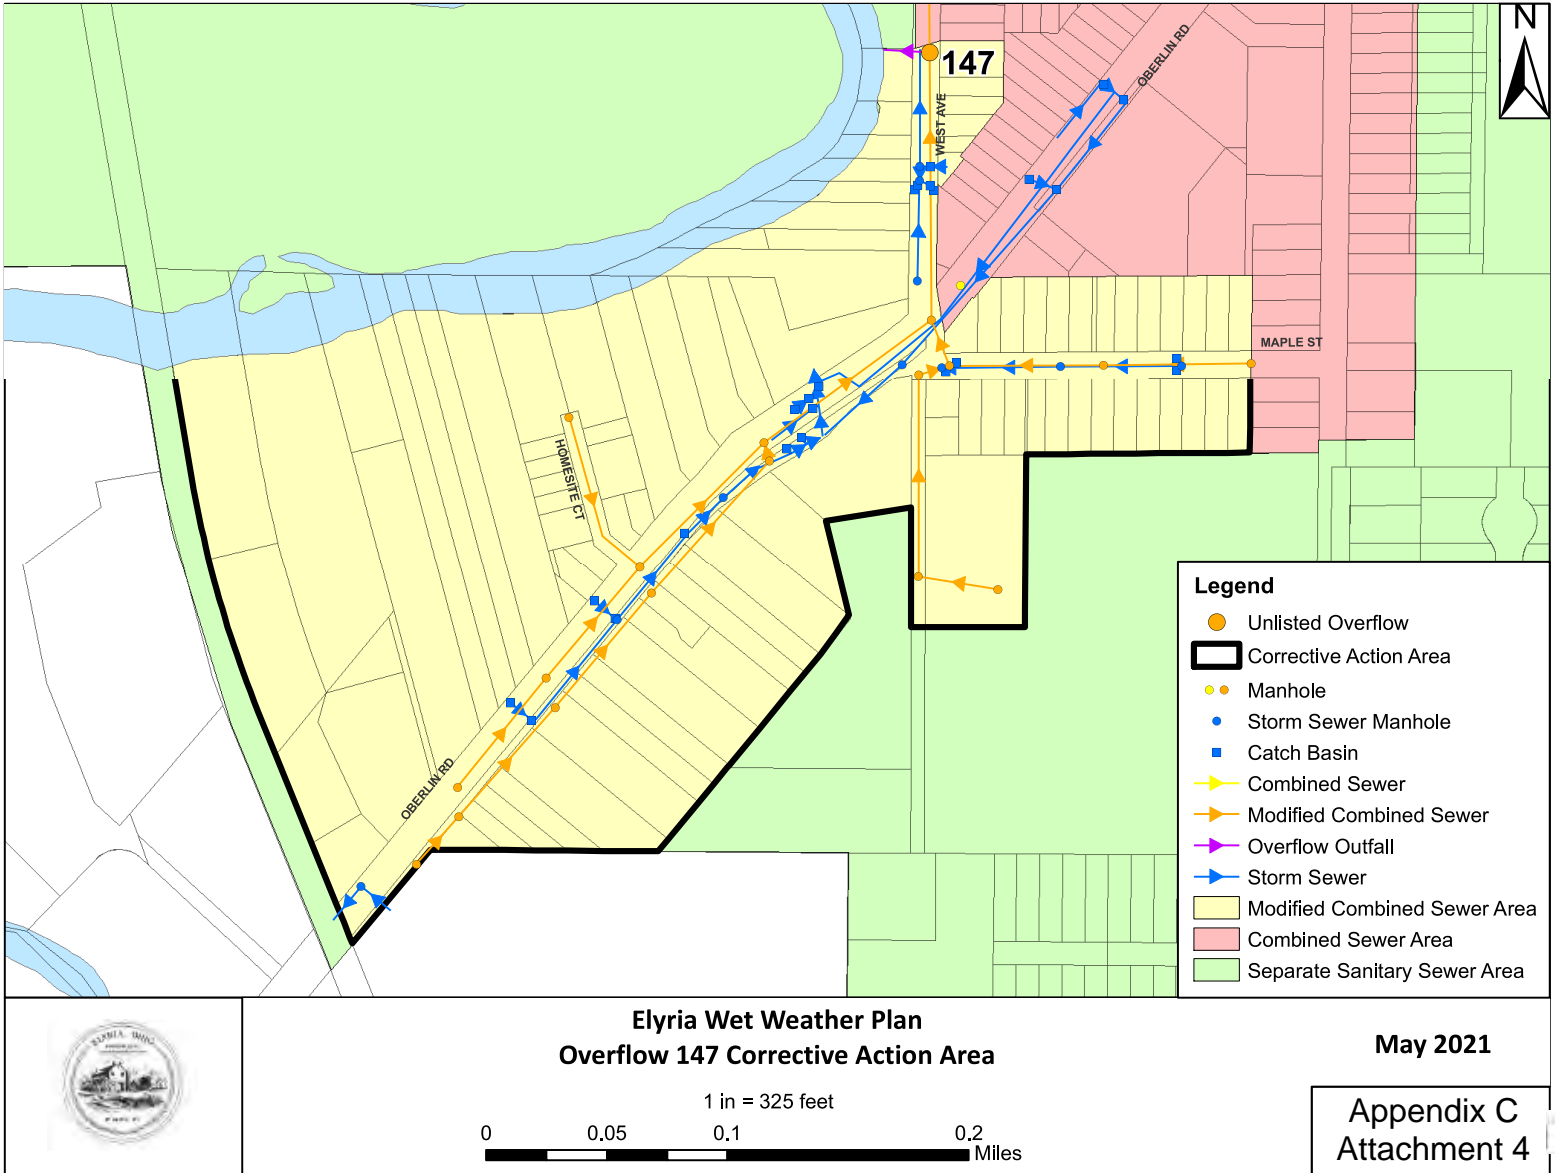 N
147
OBERLIN RD
WEST AVE
MAPLE ST
HOMESITE CT
OBERLIN RD
Legend
Unlisted Overflow
Corrective Action Area
Manhole
Storm Sewer Manhole
Catch Basin
Combined Sewer
Modified Combined Sewer
Overflow Outfall
Storm Sewer
Modified Combined Sewer Area
Combined Sewer Area
Separate Sanitary Sewer Area
Elyria Wet Weather Plan
Overflow 147 Corrective Action Area
May 2021
1 in = 325 feet
0 0.05 0.1 0.2
Miles
Appendix C
Attachment 4